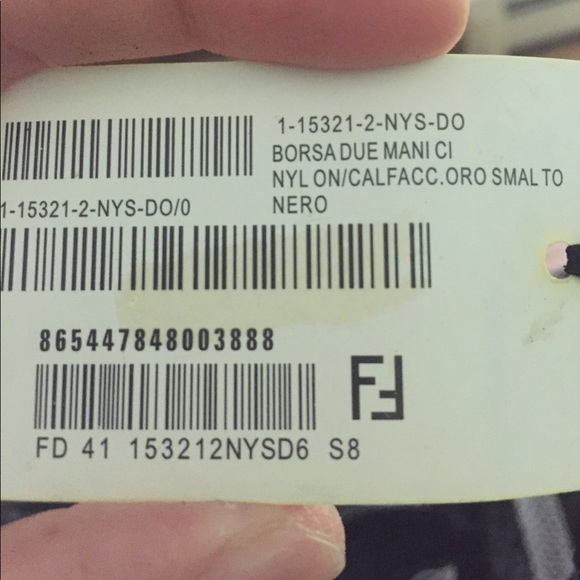 1-15321-2-NYS-DO
BORSA DUE MANI CI
NYL ON/CALFACC.ORO SMAL TO
NERO
1-15321-2-NYS-DO/0
865447848003888
FF
FD 41 153212NYSD6 S8